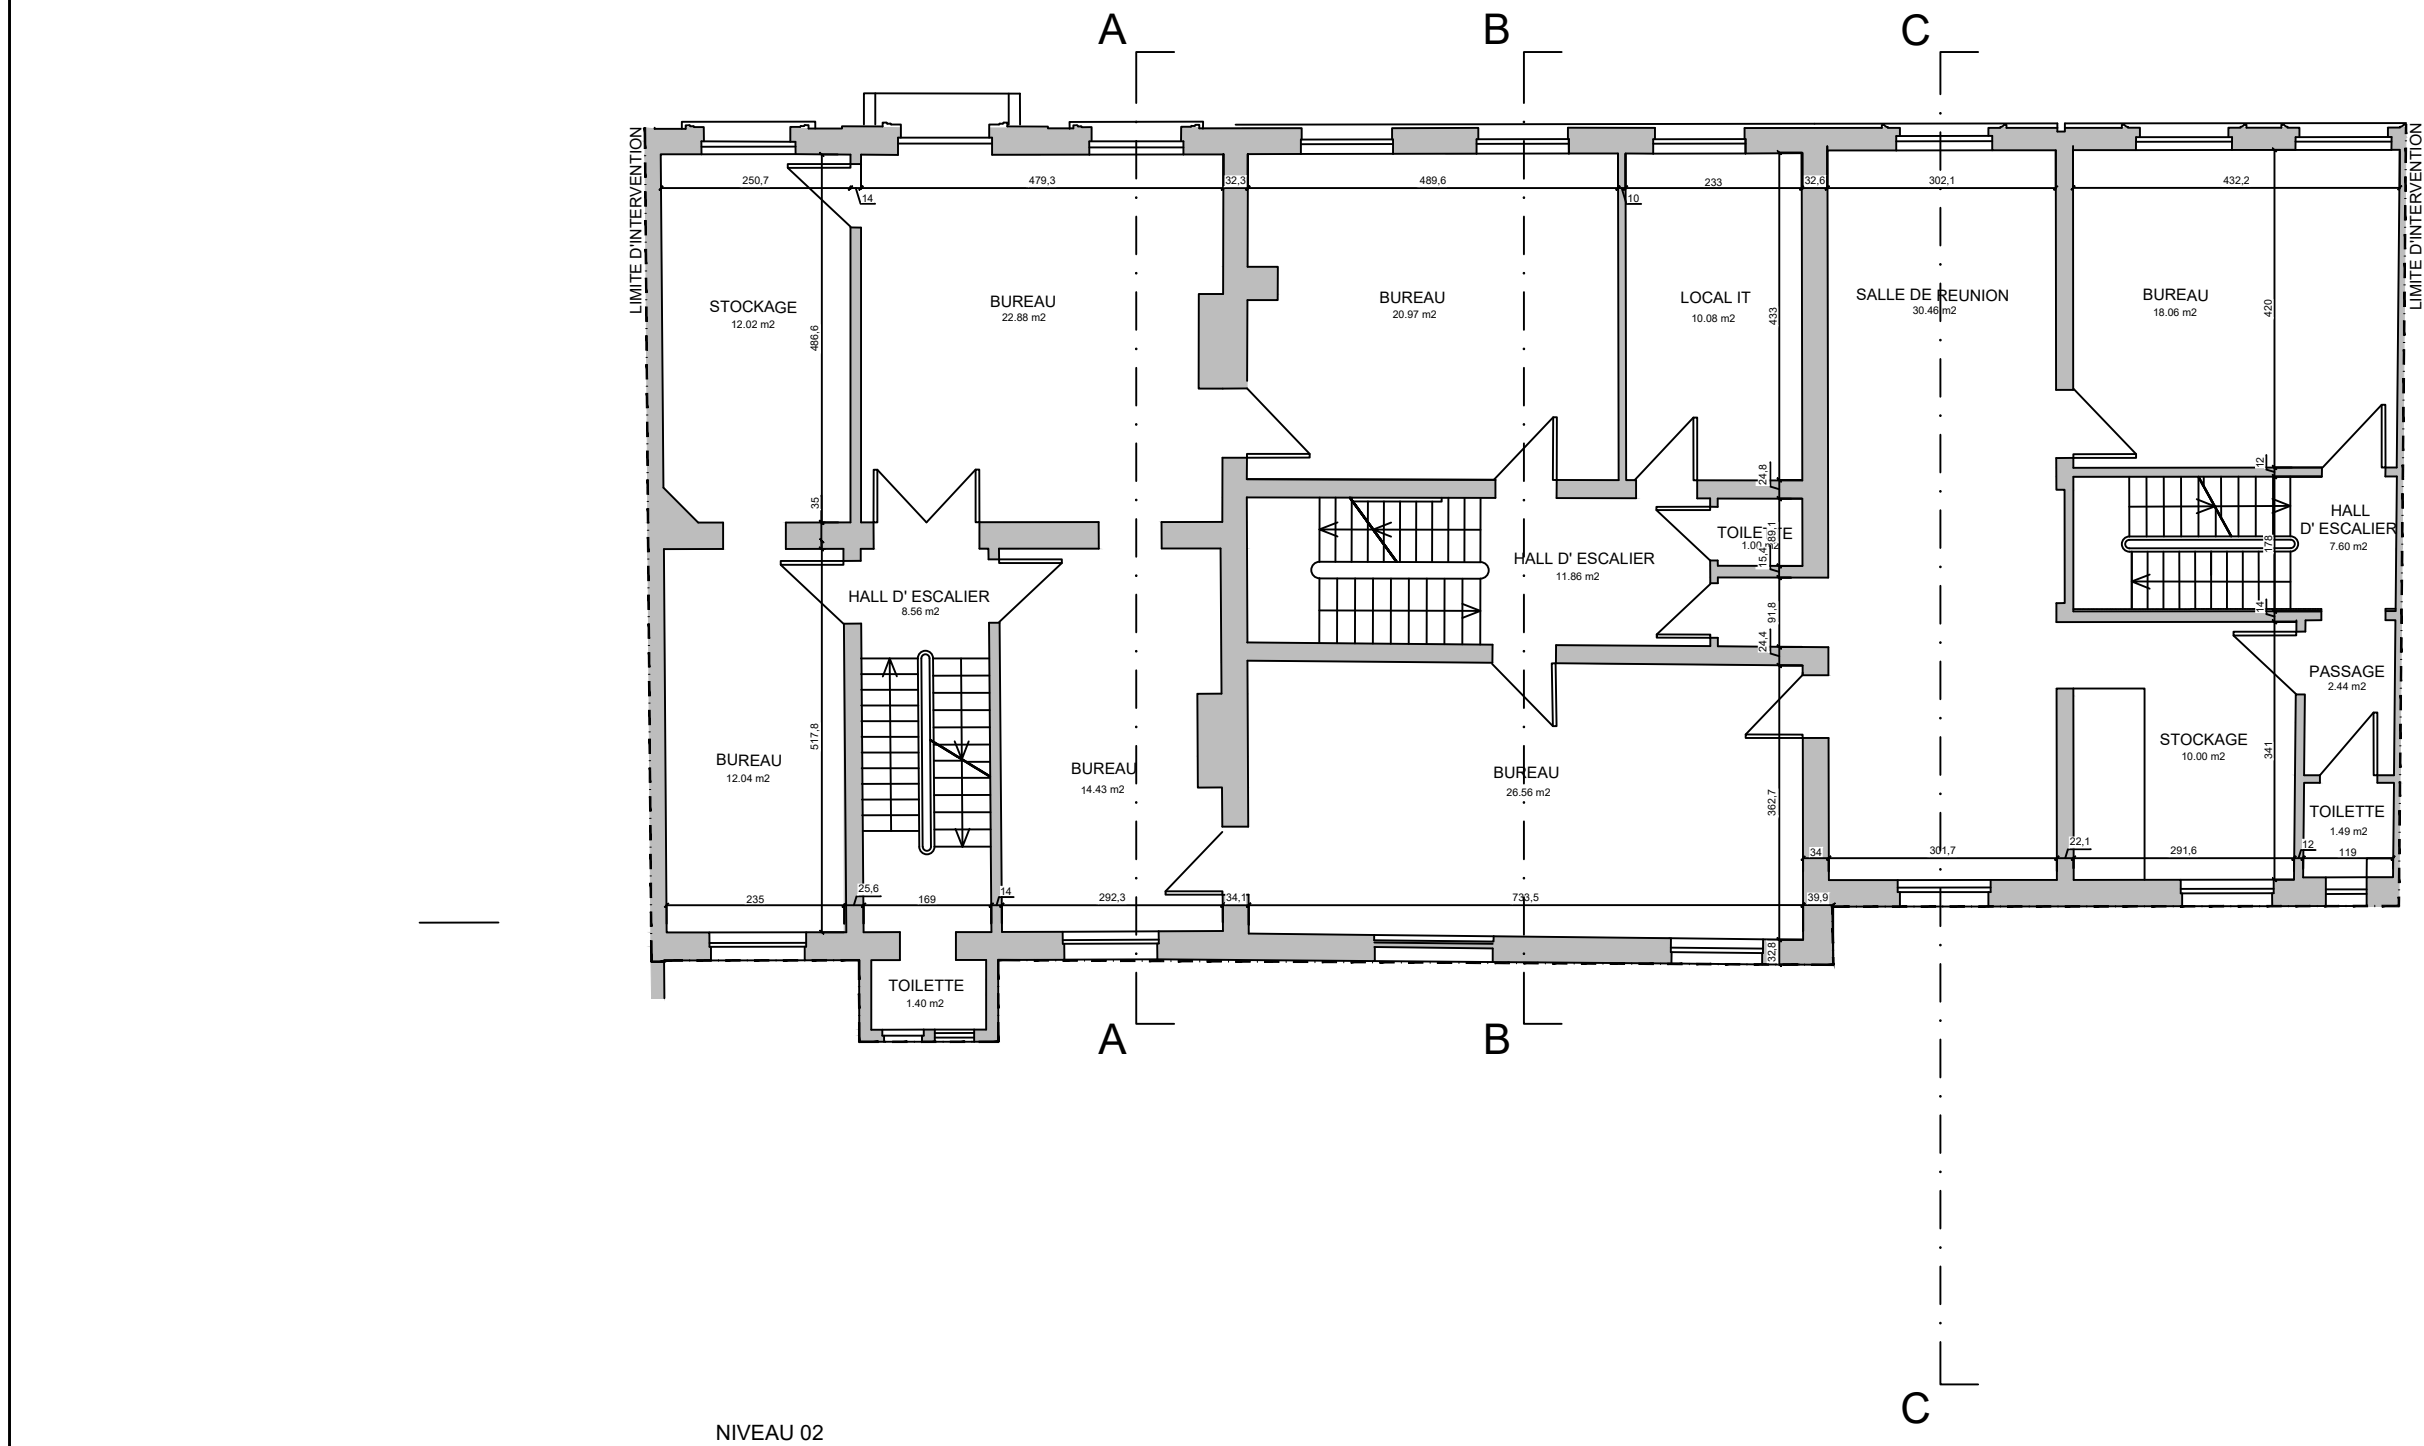 A
B
C
LIMITE D'INTERVENTION
LIMITE D'INTERVENTION
250,7
14
479,3
32,3
489,6
10
233
32,6
302,1
432,2
STOCKAGE
12.02 m2
486,6
BUREAU
22.88 m2
BUREAU
20.97 m2
LOCAL IT
10.08 m2
433
SALLE DE REUNION
30.46 m2
BUREAU
18.06 m2
420
35
24,8
12
HALL
D' ESCALIER
7.60 m2
178
TOILETTE
15,4
HALL D' ESCALIER
11.86 m2
HALL D' ESCALIER
8.56 m2
91,8
24,4
14
PASSAGE
2.44 m2
517,8
BUREAU
12.04 m2
BUREAU
14.43 m2
BUREAU
26.56 m2
362,7
STOCKAGE
10.00 m2
341
TOILETTE
1.49 m2
34
301,7
22,1
291,6
12
119
235
25,6
169
14
292,3
34,1
733,5
39,9
32,8
TOILETTE
1.40 m2
A
B
C
NIVEAU 02